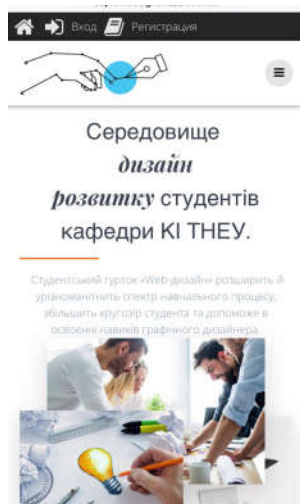 Вход Регистрация
Середовище
дизайн
розвитку студентів
кафедри КІ ТНЕУ.
Студентський гурток «Web-дизайн» розширить й
урізноманітнить спектр навчального процесу,
збільшить кругозір студента та допоможе в
освоєнні навиків графічного дизайнера.